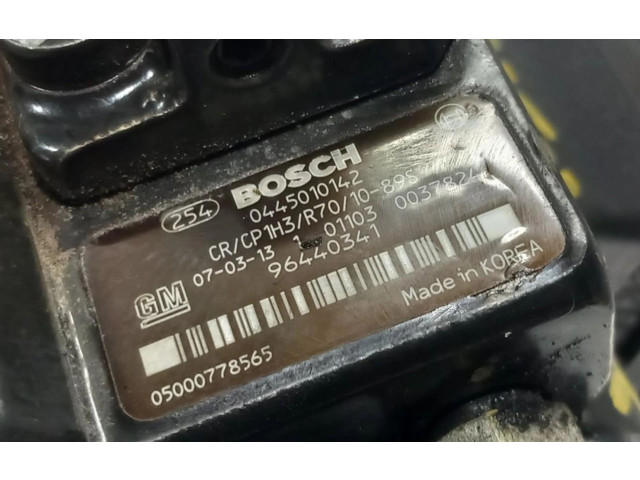 254 BOSCH
0445010142
CR/CP1H3/R70/10-89S
07-03-13 1 01103 0037824
GM 96440341
Made in KOREA
05000778565